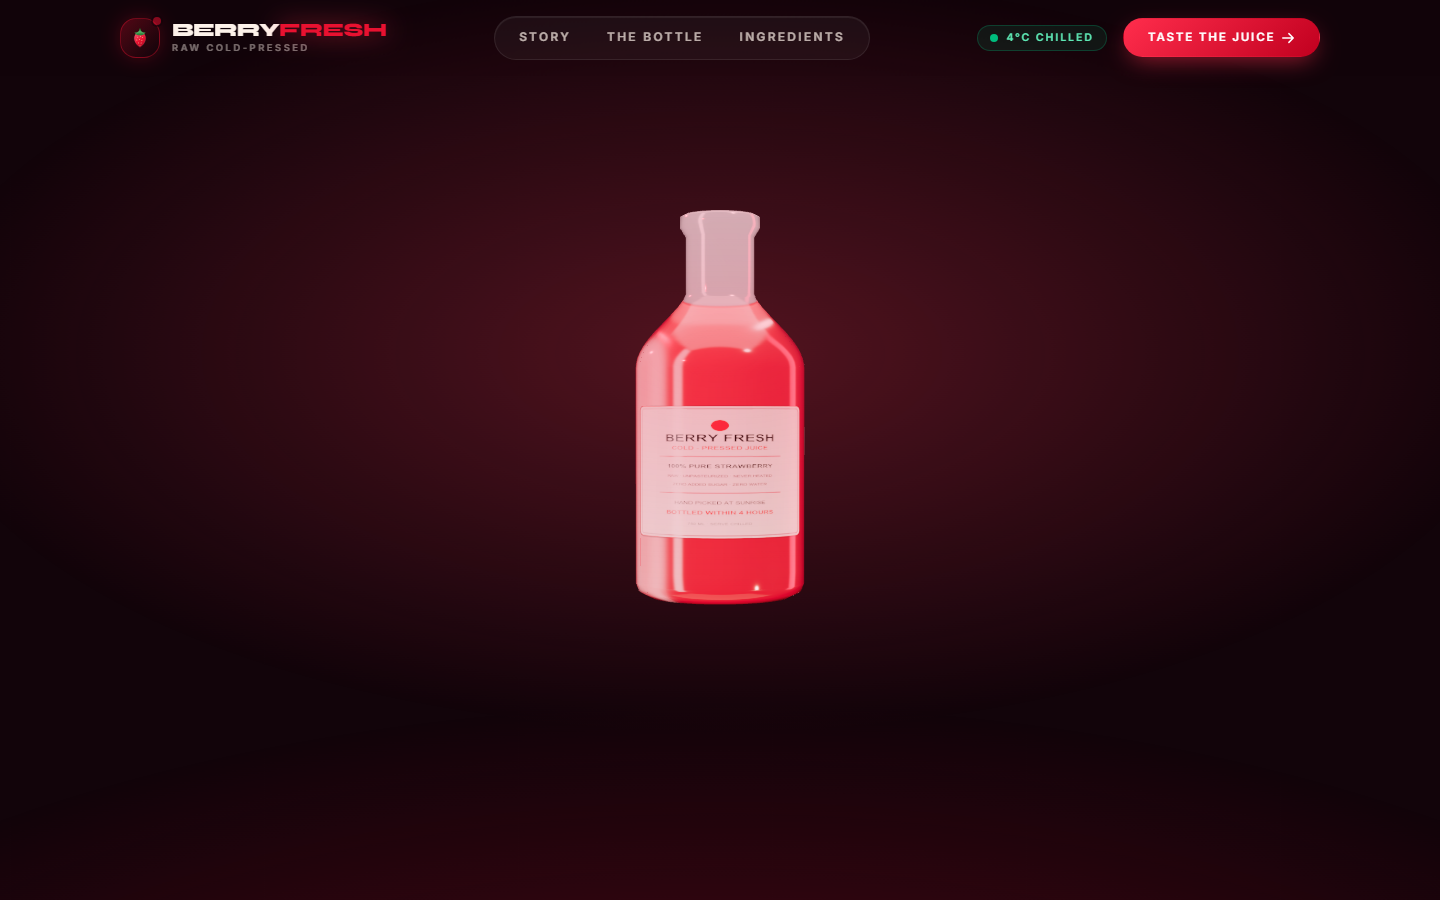 BERRYFRESH
RAW COLD-PRESSED
STORY
THE BOTTLE
INGREDIENTS
4°C CHILLED
TASTE THE JUICE →
BERRY FRESH
COLD - PRESSED JUICE
100% PURE STRAWBERRY
HAND PICKED AT SUNRISE
BOTTLED WITHIN 4 HOURS